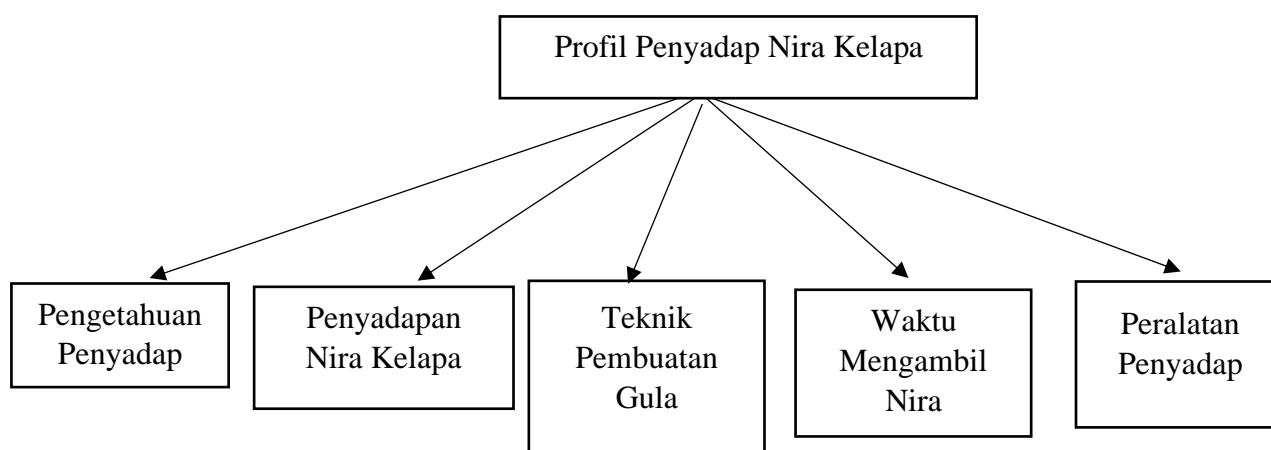 Profil Penyadap Nira Kelapa
Pengetahuan
Penyadap
Penyadapan
Nira Kelapa
Teknik
Pembuatan
Gula
Waktu
Mengambil
Nira
Peralatan
Penyadap